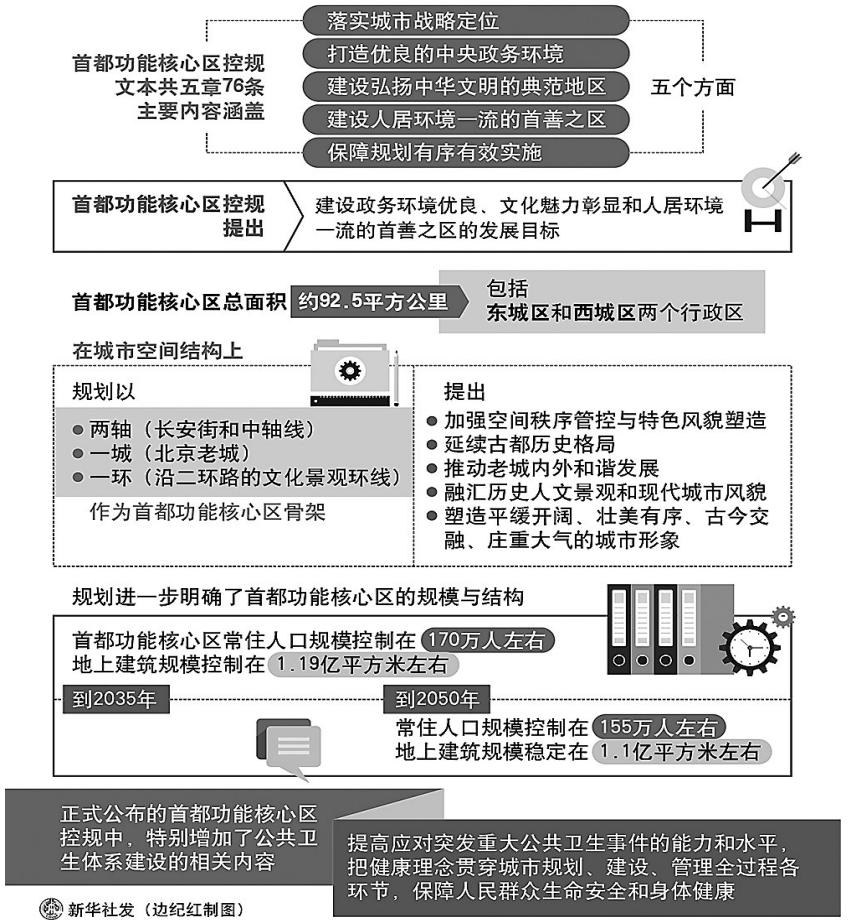 首都功能核心区控规
文本共五章76条
主要内容涵盖
落实城市战略定位
打造优良的中央政务环境
建设弘扬中华文明的典范地区
建设人居环境一流的首善之区
保障规划有序有效实施
五个方面
首都功能核心区控规
提出
建设政务环境优良、文化魅力彰显和人居环境
一流的首善之区的发展目标
首都功能核心区总面积 约92.5平方公里
包括
东城区和西城区两个行政区
在城市空间结构上
规划以
●两轴（长安街和中轴线）
●一城（北京老城）
●一环（沿二环路的文化景观环线）
作为首都功能核心区骨架
提出
●加强空间秩序管控与特色风貌塑造
●延续古都历史格局
●推动老城内外和谐发展
●融汇历史人文景观和现代城市风貌
●塑造平缓开阔、壮美有序、古今交
融、庄重大气的城市形象
规划进一步明确了首都功能核心区的规模与结构
首都功能核心区常住人口规模控制在 170万人左右
地上建筑规模控制在 1.19亿平方米左右
到2035年
到2050年
常住人口规模控制在 155万人左右
地上建筑规模稳定在 1.1亿平方米左右
正式公布的首都功能核心区
控规中，特别增加了公共卫
生体系建设的相关内容
提高应对突发重大公共卫生事件的能力和水平，
把健康理念贯穿城市规划、建设、管理全过程各
环节，保障人民群众生命安全和身体健康
新华社发（边纪红制图）